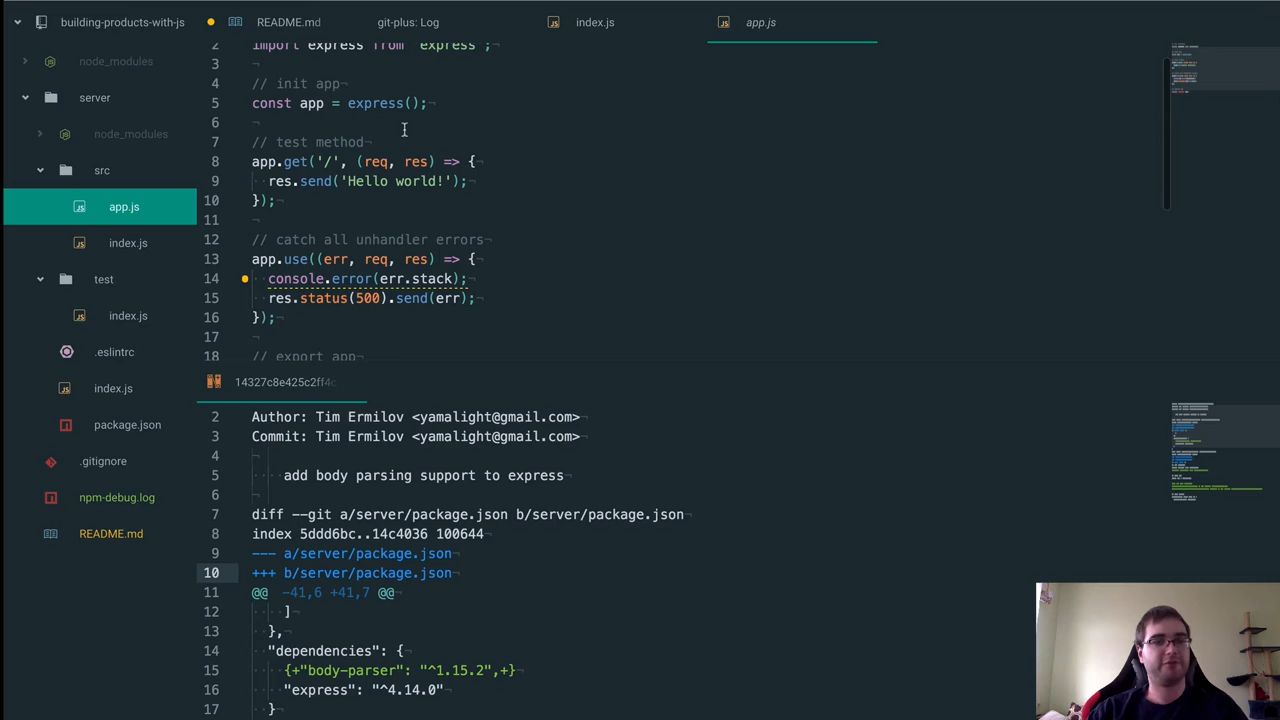 building-products-with-js
README.md
git-plus: Log
index.js
app.js
node_modules
server
node_modules
src
app.js
index.js
test
index.js
.eslintrc
index.js
package.json
.gitignore
npm-debug.log
README.md
2 import express from 'express';¬
3 ¬
4 // init app¬
5 const app = express();¬
6 ¬
7 // test method¬
8 app.get('/', (req, res) => {¬
9 res.send('Hello world!');¬
10 });¬
11 ¬
12 // catch all unhandler errors¬
13 app.use((err, req, res) => {¬
14 console.error(err.stack);¬
15 res.status(500).send(err);¬
16 });¬
17 ¬
18 // export app
14327c8e425c2ff4
2 Author: Tim Ermilov <yamalight@gmail.com>¬
3 Commit: Tim Ermilov <yamalight@gmail.com>¬
4 ¬
5 add body parsing support to express¬
6 ¬
7 diff --git a/server/package.json b/server/package.json¬
8 index 5ddd6bc..14c4036 100644¬
9 --- a/server/package.json¬
10 +++ b/server/package.json¬
11 @@ -41,6 +41,7 @@¬
12 ]¬
13 },¬
14 "dependencies": {¬
15 {+"body-parser": "^1.15.2",+}¬
16 "express": "^4.14.0"¬
17 }¬